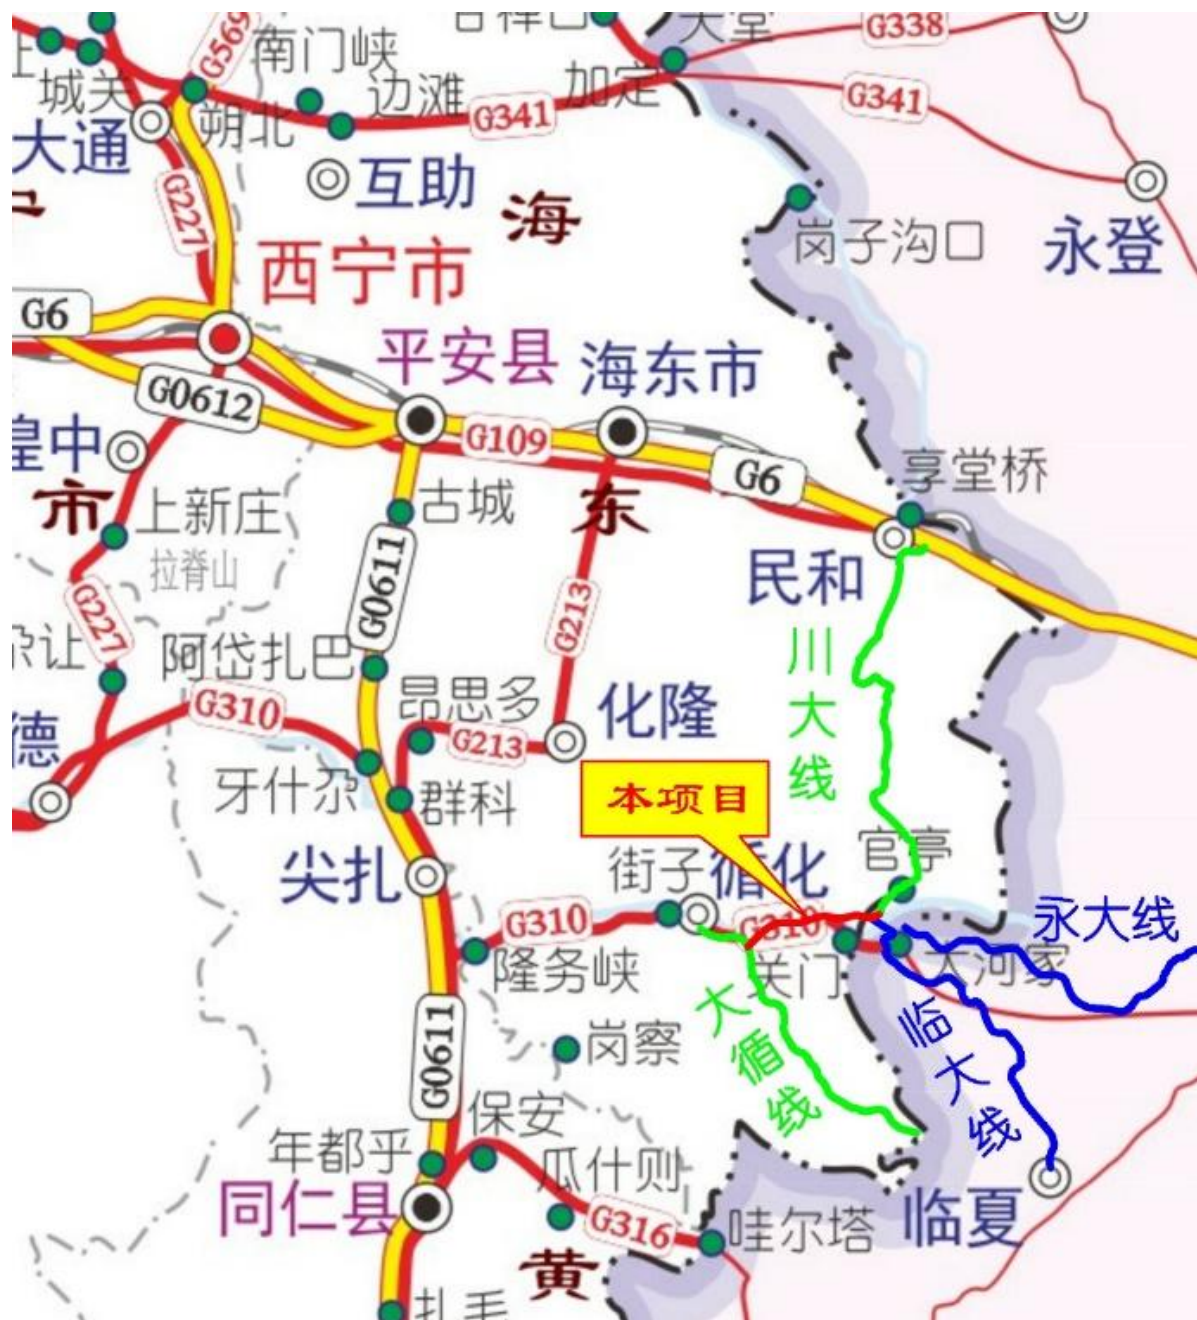 G569
南门峡
天堂
G338
城关
朔北
边滩
加定
G341
G341
大通
互助
海
G227
岗子沟口
永登
西宁市
G6
平安县
海东市
G0612
G109
G6
享堂桥
市
上新庄
古城
东
拉脊山
G0611
民和
G227
G213
川大线
阿岱扎巴
昂思多
化隆
G310
G213
德
牙什尕
群科
本项目
尖扎
街子
循化
官亭
G310
G310
永大线
隆务峡
关门
大河家
大循线
临大线
岗察
G0611
保安
年都乎
瓜什则
同仁县
G316
哇尔塔
临夏
黄
扎毛